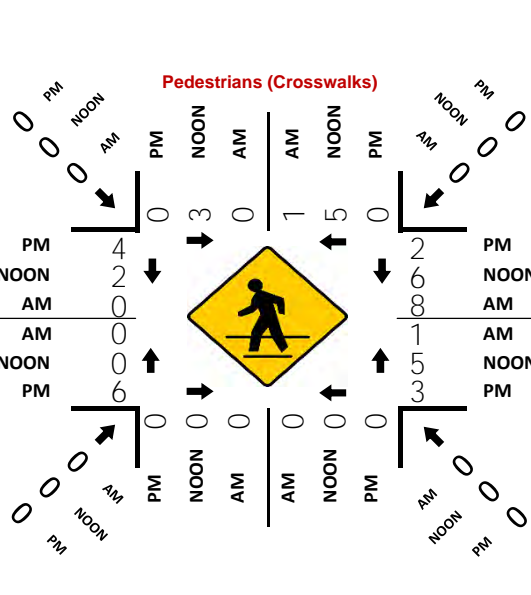 Pedestrians (Crosswalks)
PM NOON AM
0 0 0
PM NOON AM
0 3 0
AM NOON PM
1 5 0
PM NOON AM
0 0 0
PM 4
NOON 2
AM 0
AM 0
NOON 0
PM 6
2 PM
6 NOON
8 AM
1 AM
5 NOON
3 PM
0 0 0
PM NOON AM
0 0 0
AM NOON PM
0 0 0
AM NOON PM
0 0 0
AM NOON PM